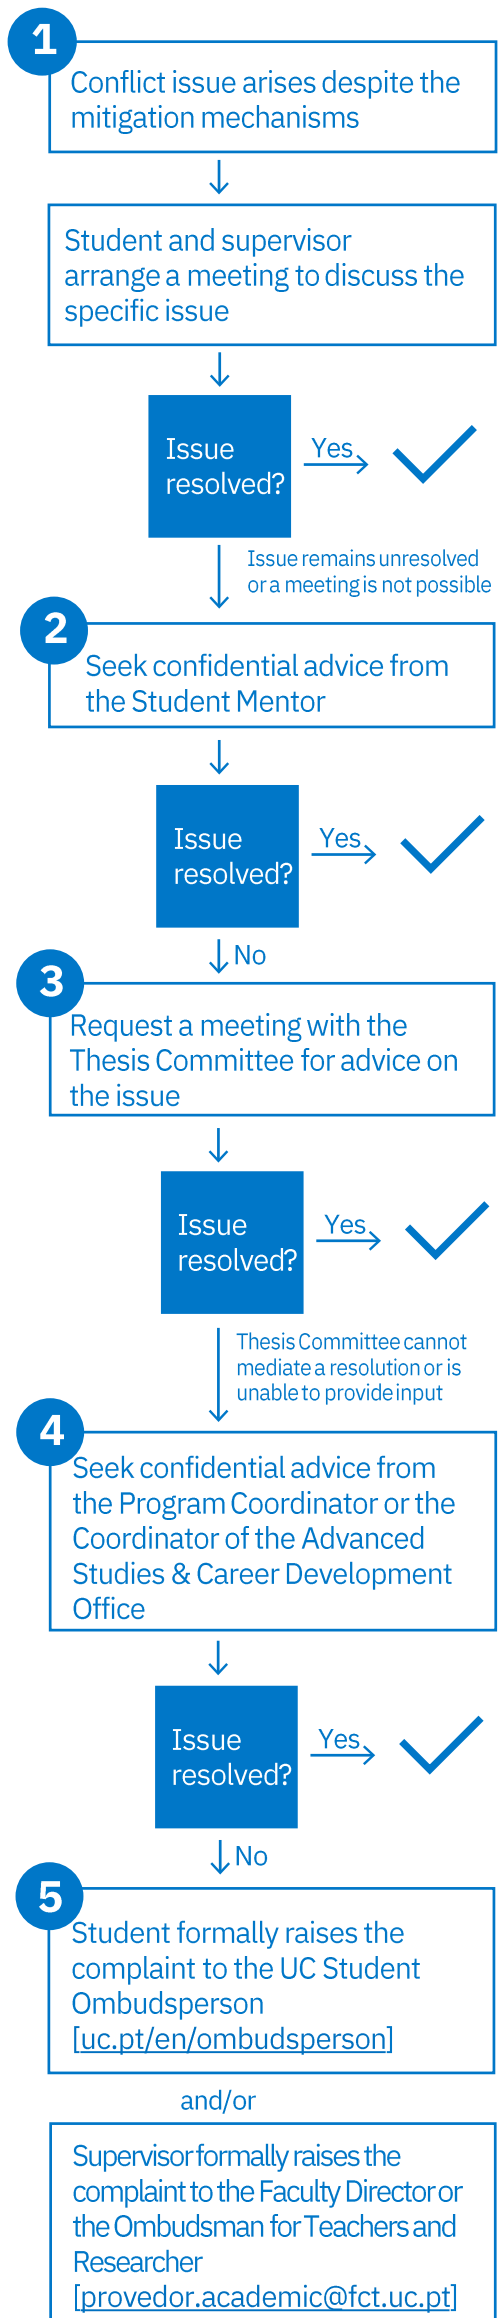 1
Conflict issue arises despite the
mitigation mechanisms
Student and supervisor
arrange a meeting to discuss the
specific issue
Issue
resolved?
Yes
Issue remains unresolved
or a meeting is not possible
2
Seek confidential advice from
the Student Mentor
Issue
resolved?
Yes
No
3
Request a meeting with the
Thesis Committee for advice on
the issue
Issue
resolved?
Yes
Thesis Committee cannot
mediate a resolution or is
unable to provide input
4
Seek confidential advice from
the Program Coordinator or the
Coordinator of the Advanced
Studies & Career Development
Office
Issue
resolved?
Yes
No
5
Student formally raises the
complaint to the UC Student
Ombudsperson
[uc.pt/en/ombudsperson]
and/or
Supervisor formally raises the
complaint to the Faculty Director or
the Ombudsman for Teachers and
Researcher
[provedor.academic@fct.uc.pt]